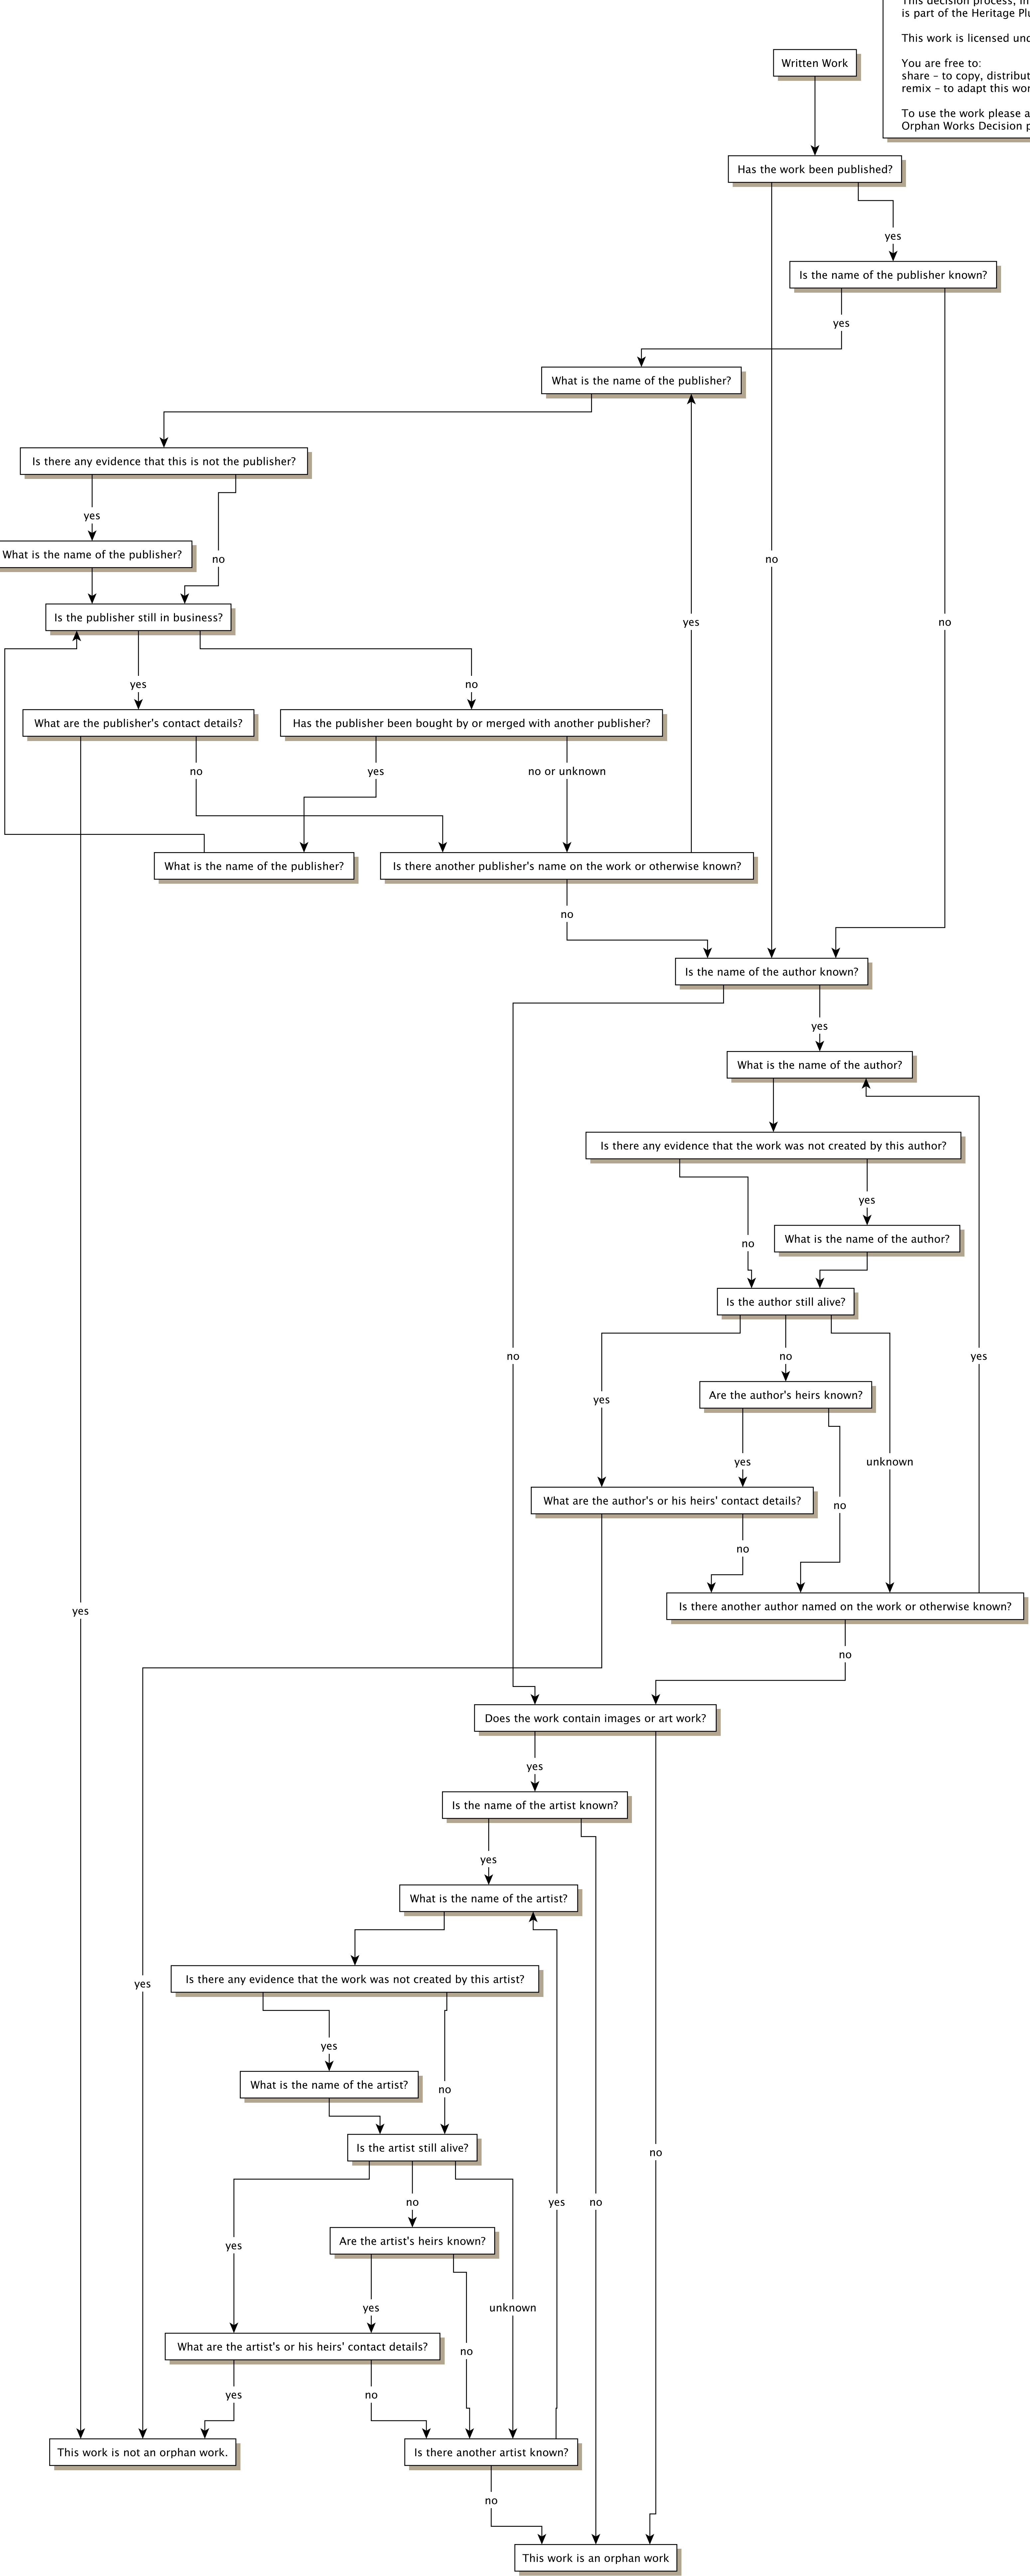 This decision process, in
is part of the Heritage Plu
This work is licensed und
You are free to:
share – to copy, distribut
remix – to adapt this wor
To use the work please a
Orphan Works Decision p
Written Work
Has the work been published?
yes
Is the name of the publisher known?
yes
What is the name of the publisher?
Is there any evidence that this is not the publisher?
yes
What is the name of the publisher?
no
no
Is the publisher still in business?
yes
no
yes
no
What are the publisher's contact details?
Has the publisher been bought by or merged with another publisher?
no
yes
no or unknown
What is the name of the publisher?
Is there another publisher's name on the work or otherwise known?
no
Is the name of the author known?
yes
What is the name of the author?
Is there any evidence that the work was not created by this author?
yes
no
What is the name of the author?
Is the author still alive?
no
no
yes
yes
Are the author's heirs known?
yes
unknown
What are the author's or his heirs' contact details?
no
no
Is there another author named on the work or otherwise known?
yes
no
Does the work contain images or art work?
yes
Is the name of the artist known?
yes
What is the name of the artist?
Is there any evidence that the work was not created by this artist?
yes
yes
What is the name of the artist?
no
Is the artist still alive?
no
no
yes
no
Are the artist's heirs known?
yes
yes
unknown
What are the artist's or his heirs' contact details?
no
yes
no
This work is not an orphan work.
Is there another artist known?
no
This work is an orphan work